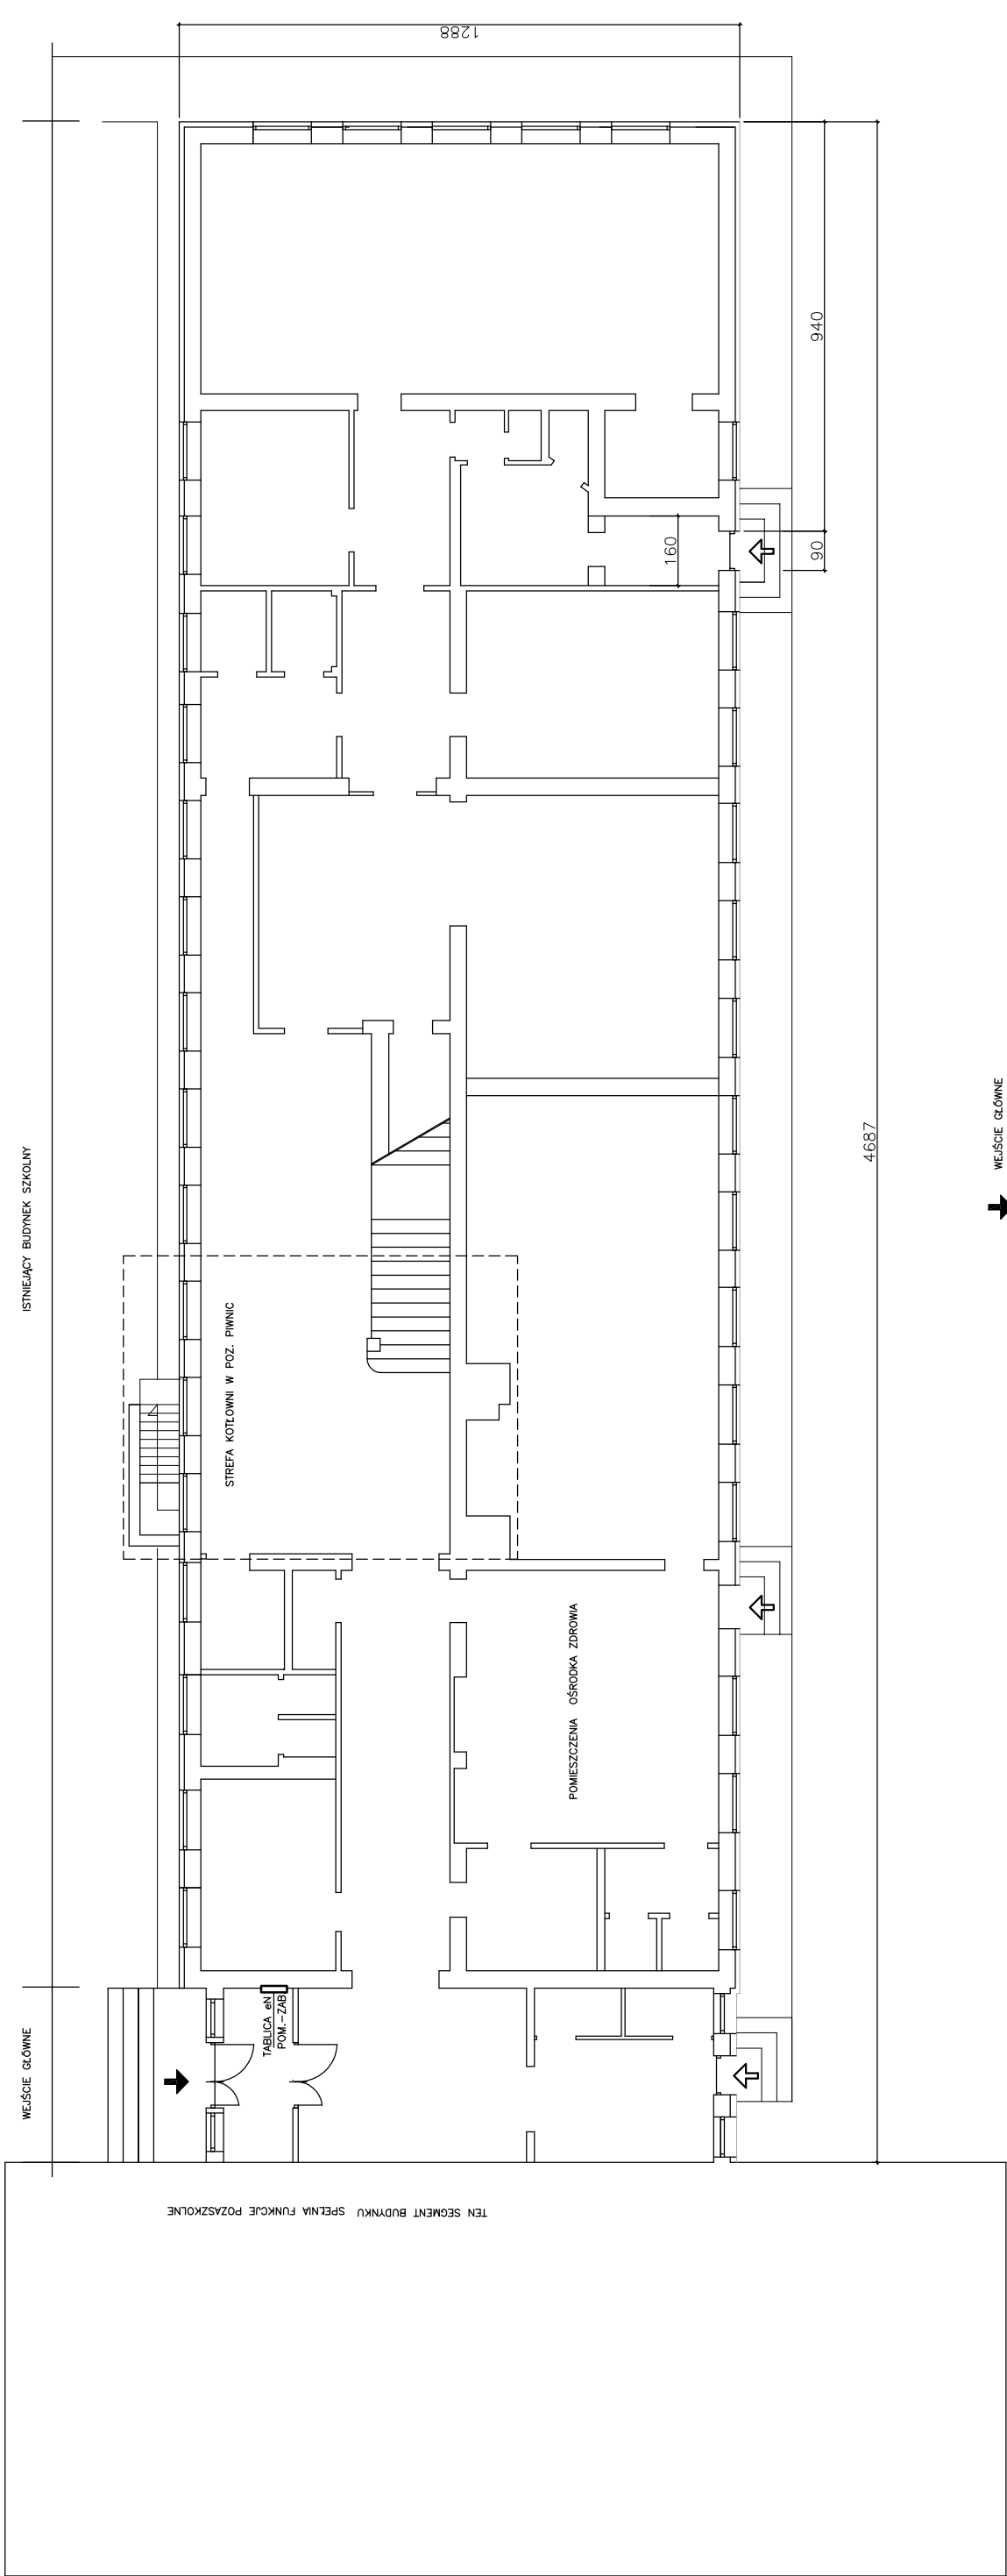 1288
940
90
160
4687
WEJŚCIE GŁÓWNE
ISTNIEJĄCY BUDYNEK SZKOLNY
STREFA KOTŁOWNI W POZ. PIWNIC
POMIESZCZENIA OŚRODKA ZDROWIA
TABLICA eN
POM.-ZAB
WEJŚCIE GŁÓWNE
TEN SEGMENT BUDYNKU SPEŁNIA FUNKCJE POZASZKOLNE